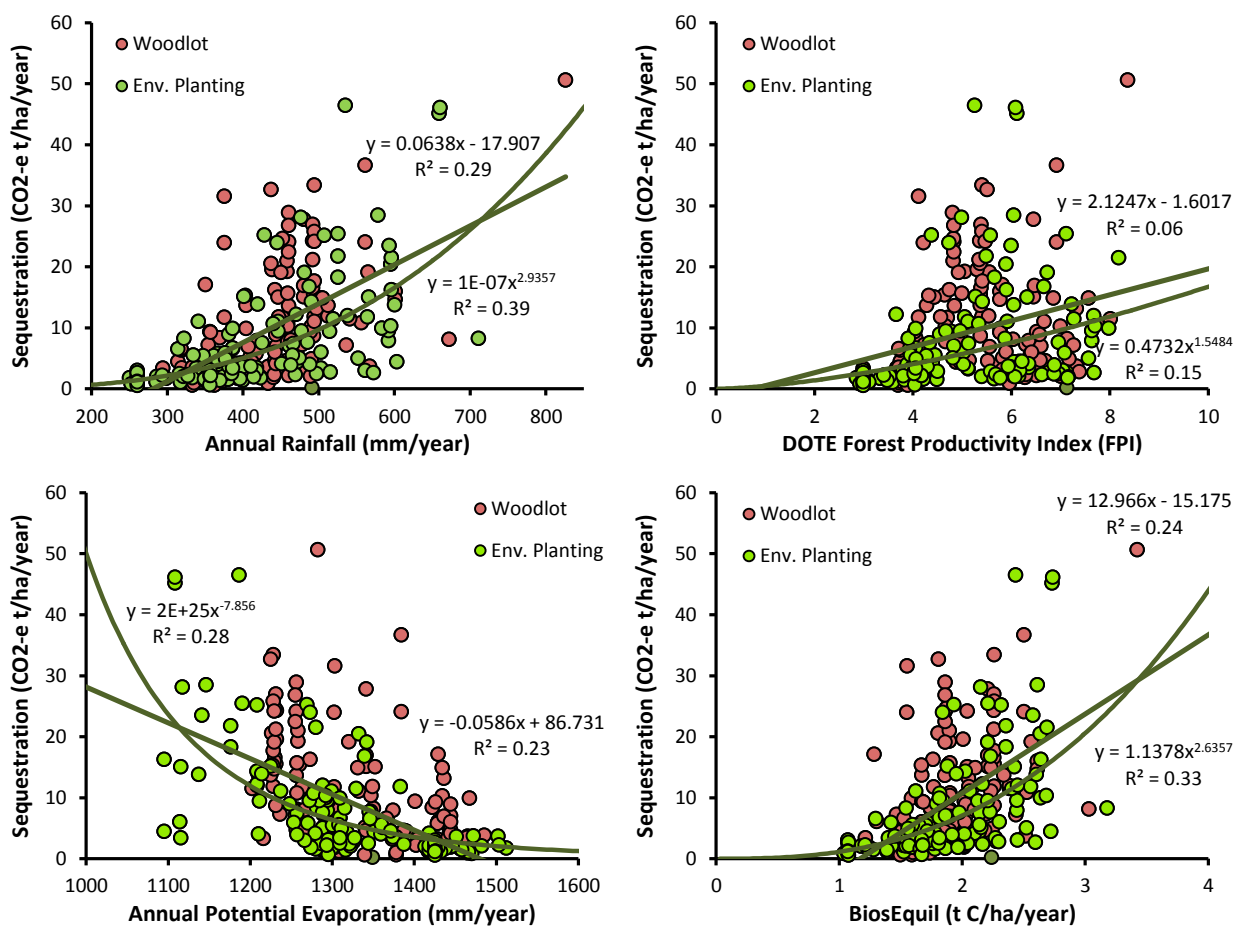 Sequestration (CO2-e t/ha/year)
60
50
40
30
20
10
0
Woodlot
Env. Planting
y = 0.0638x - 17.907
R² = 0.29
y = 1E-07x^2.9357
R² = 0.39
200 300 400 500 600 700 800
Annual Rainfall (mm/year)
Sequestration (CO2-e t/ha/year)
60
50
40
30
20
10
0
Woodlot
Env. Planting
y = 2.1247x - 1.6017
R² = 0.06
y = 0.4732x^1.5484
R² = 0.15
0 2 4 6 8 10
DOTE Forest Productivity Index (FPI)
Sequestration (CO2-e t/ha/year)
60
50
40
30
20
10
0
Woodlot
Env. Planting
y = 2E+25x^-7.856
R² = 0.28
y = -0.0586x + 86.731
R² = 0.23
1000 1100 1200 1300 1400 1500 1600
Annual Potential Evaporation (mm/year)
Sequestration (CO2-e t/ha/year)
60
50
40
30
20
10
0
Woodlot
Env. Planting
y = 12.966x - 15.175
R² = 0.24
y = 1.1378x^2.6357
R² = 0.33
0 1 2 3 4
BiosEquil (t C/ha/year)